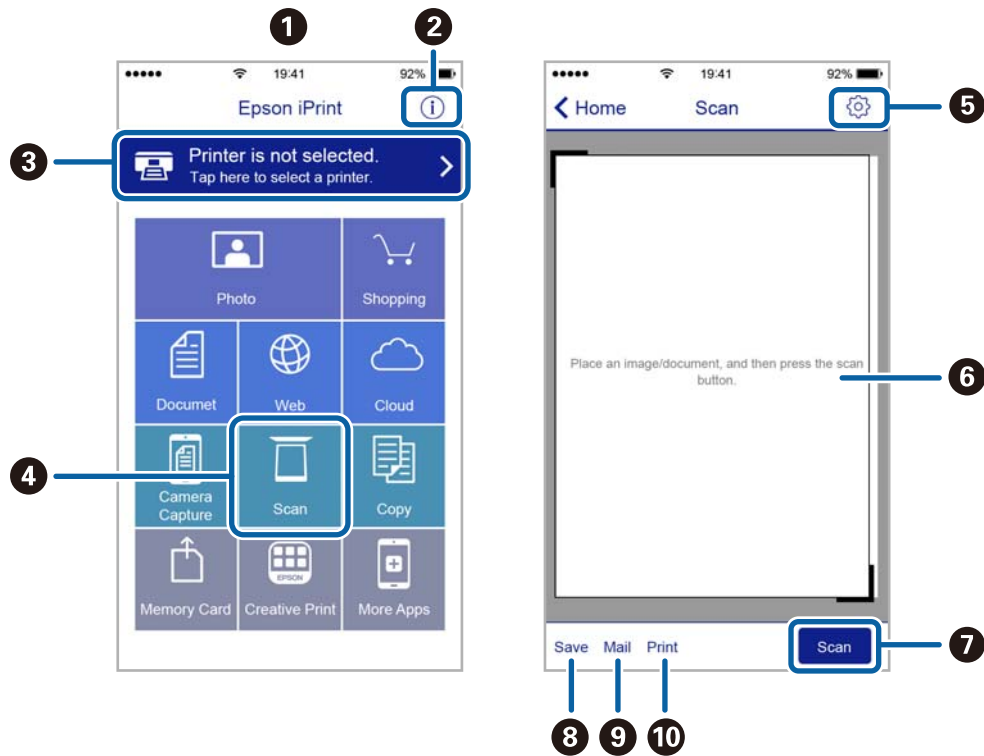 1
2
19:41
92%
Epson iPrint
i
3
Printer is not selected.
Tap here to select a printer.
Photo
Shopping
Documet
Web
Cloud
4
Camera
Capture
Scan
Copy
EPSON
Memory Card
Creative Print
More Apps
19:41
92%
Home
Scan
5
Place an image/document, and then press the scan
button.
6
Save
Mail
Print
Scan
7
8
9
10